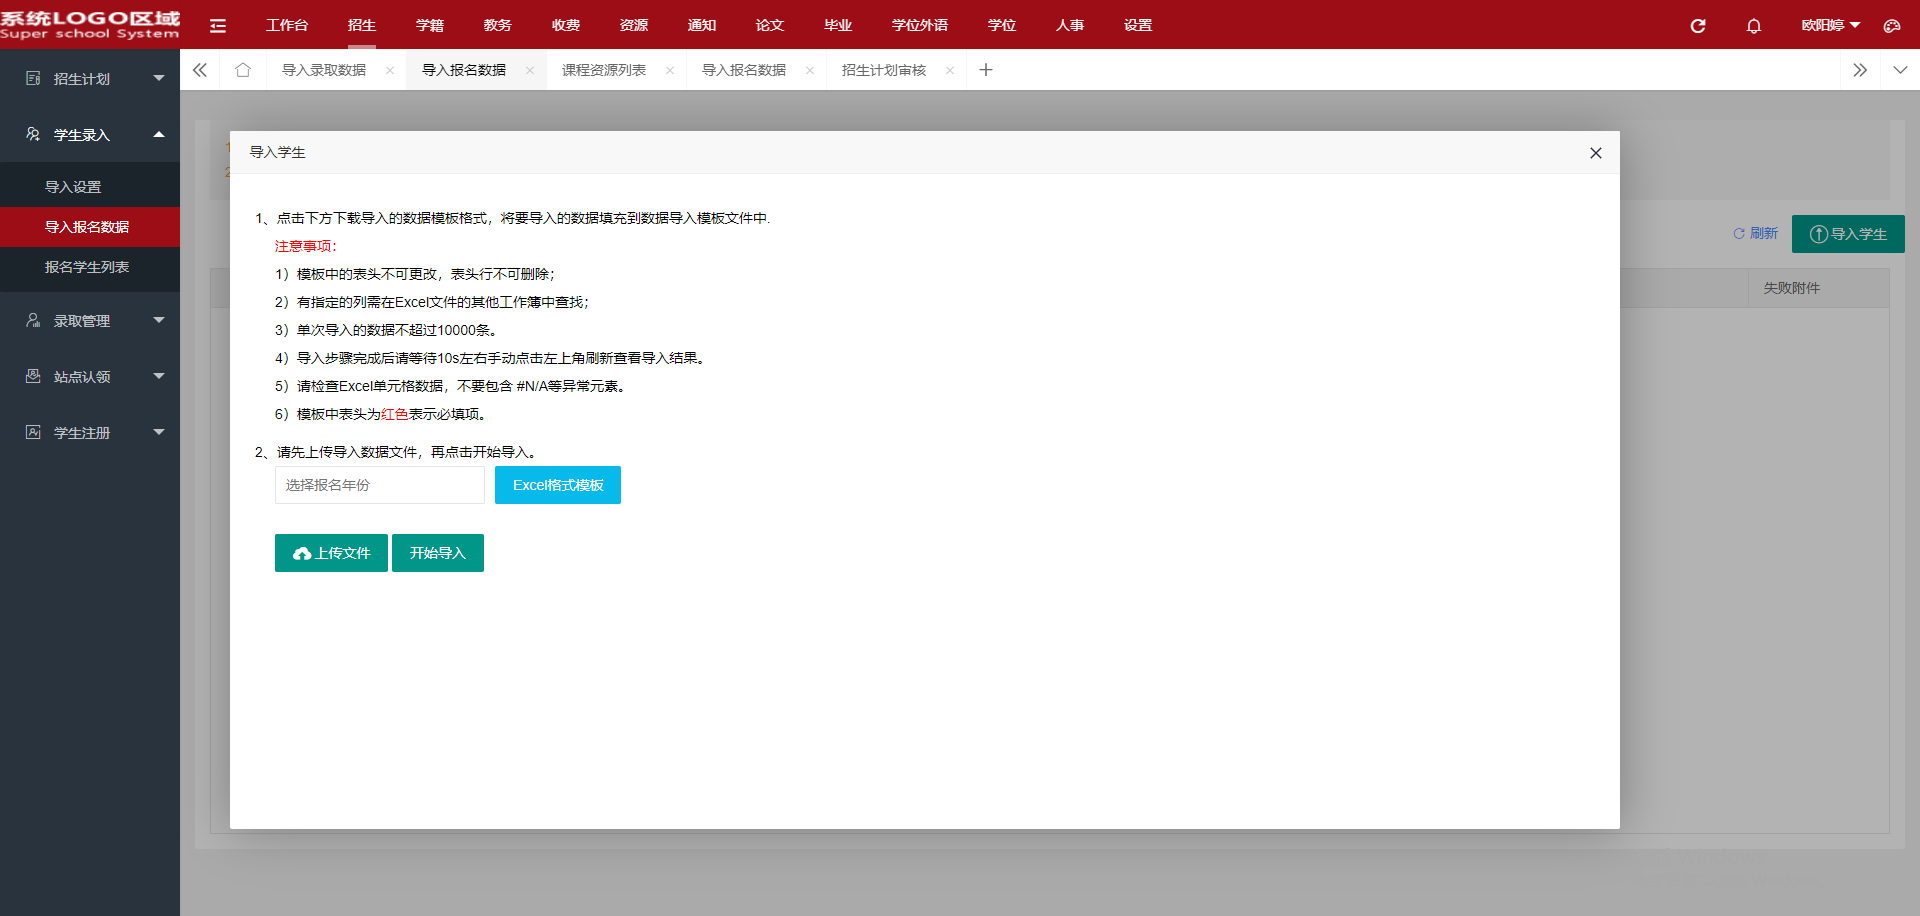 系统LOGO区域
Super school System
工作台 招生 学籍 教务 收费 资源 通知 论文 毕业 学位外语 学位 人事 设置 欧阳婷
招生计划
学生录入
导入设置
导入报名数据
报名学生列表
录取管理
站点认领
学生注册
导入录取数据 导入报名数据 课程资源列表 导入报名数据 招生计划审核
刷新 导入学生
失败附件
导入学生
1、点击下方下载导入的数据模板格式，将要导入的数据填充到数据导入模板文件中.
注意事项：
1）模板中的表头不可更改，表头行不可删除；
2）有指定的列需在Excel文件的其他工作簿中查找；
3）单次导入的数据不超过10000条。
4）导入步骤完成后请等待10s左右手动点击左上角刷新查看导入结果。
5）请检查Excel单元格数据，不要包含 #N/A等异常元素。
6）模板中表头为红色表示必填项。
2、请先上传导入数据文件，再点击开始导入。
选择报名年份 Excel格式模板
上传文件 开始导入